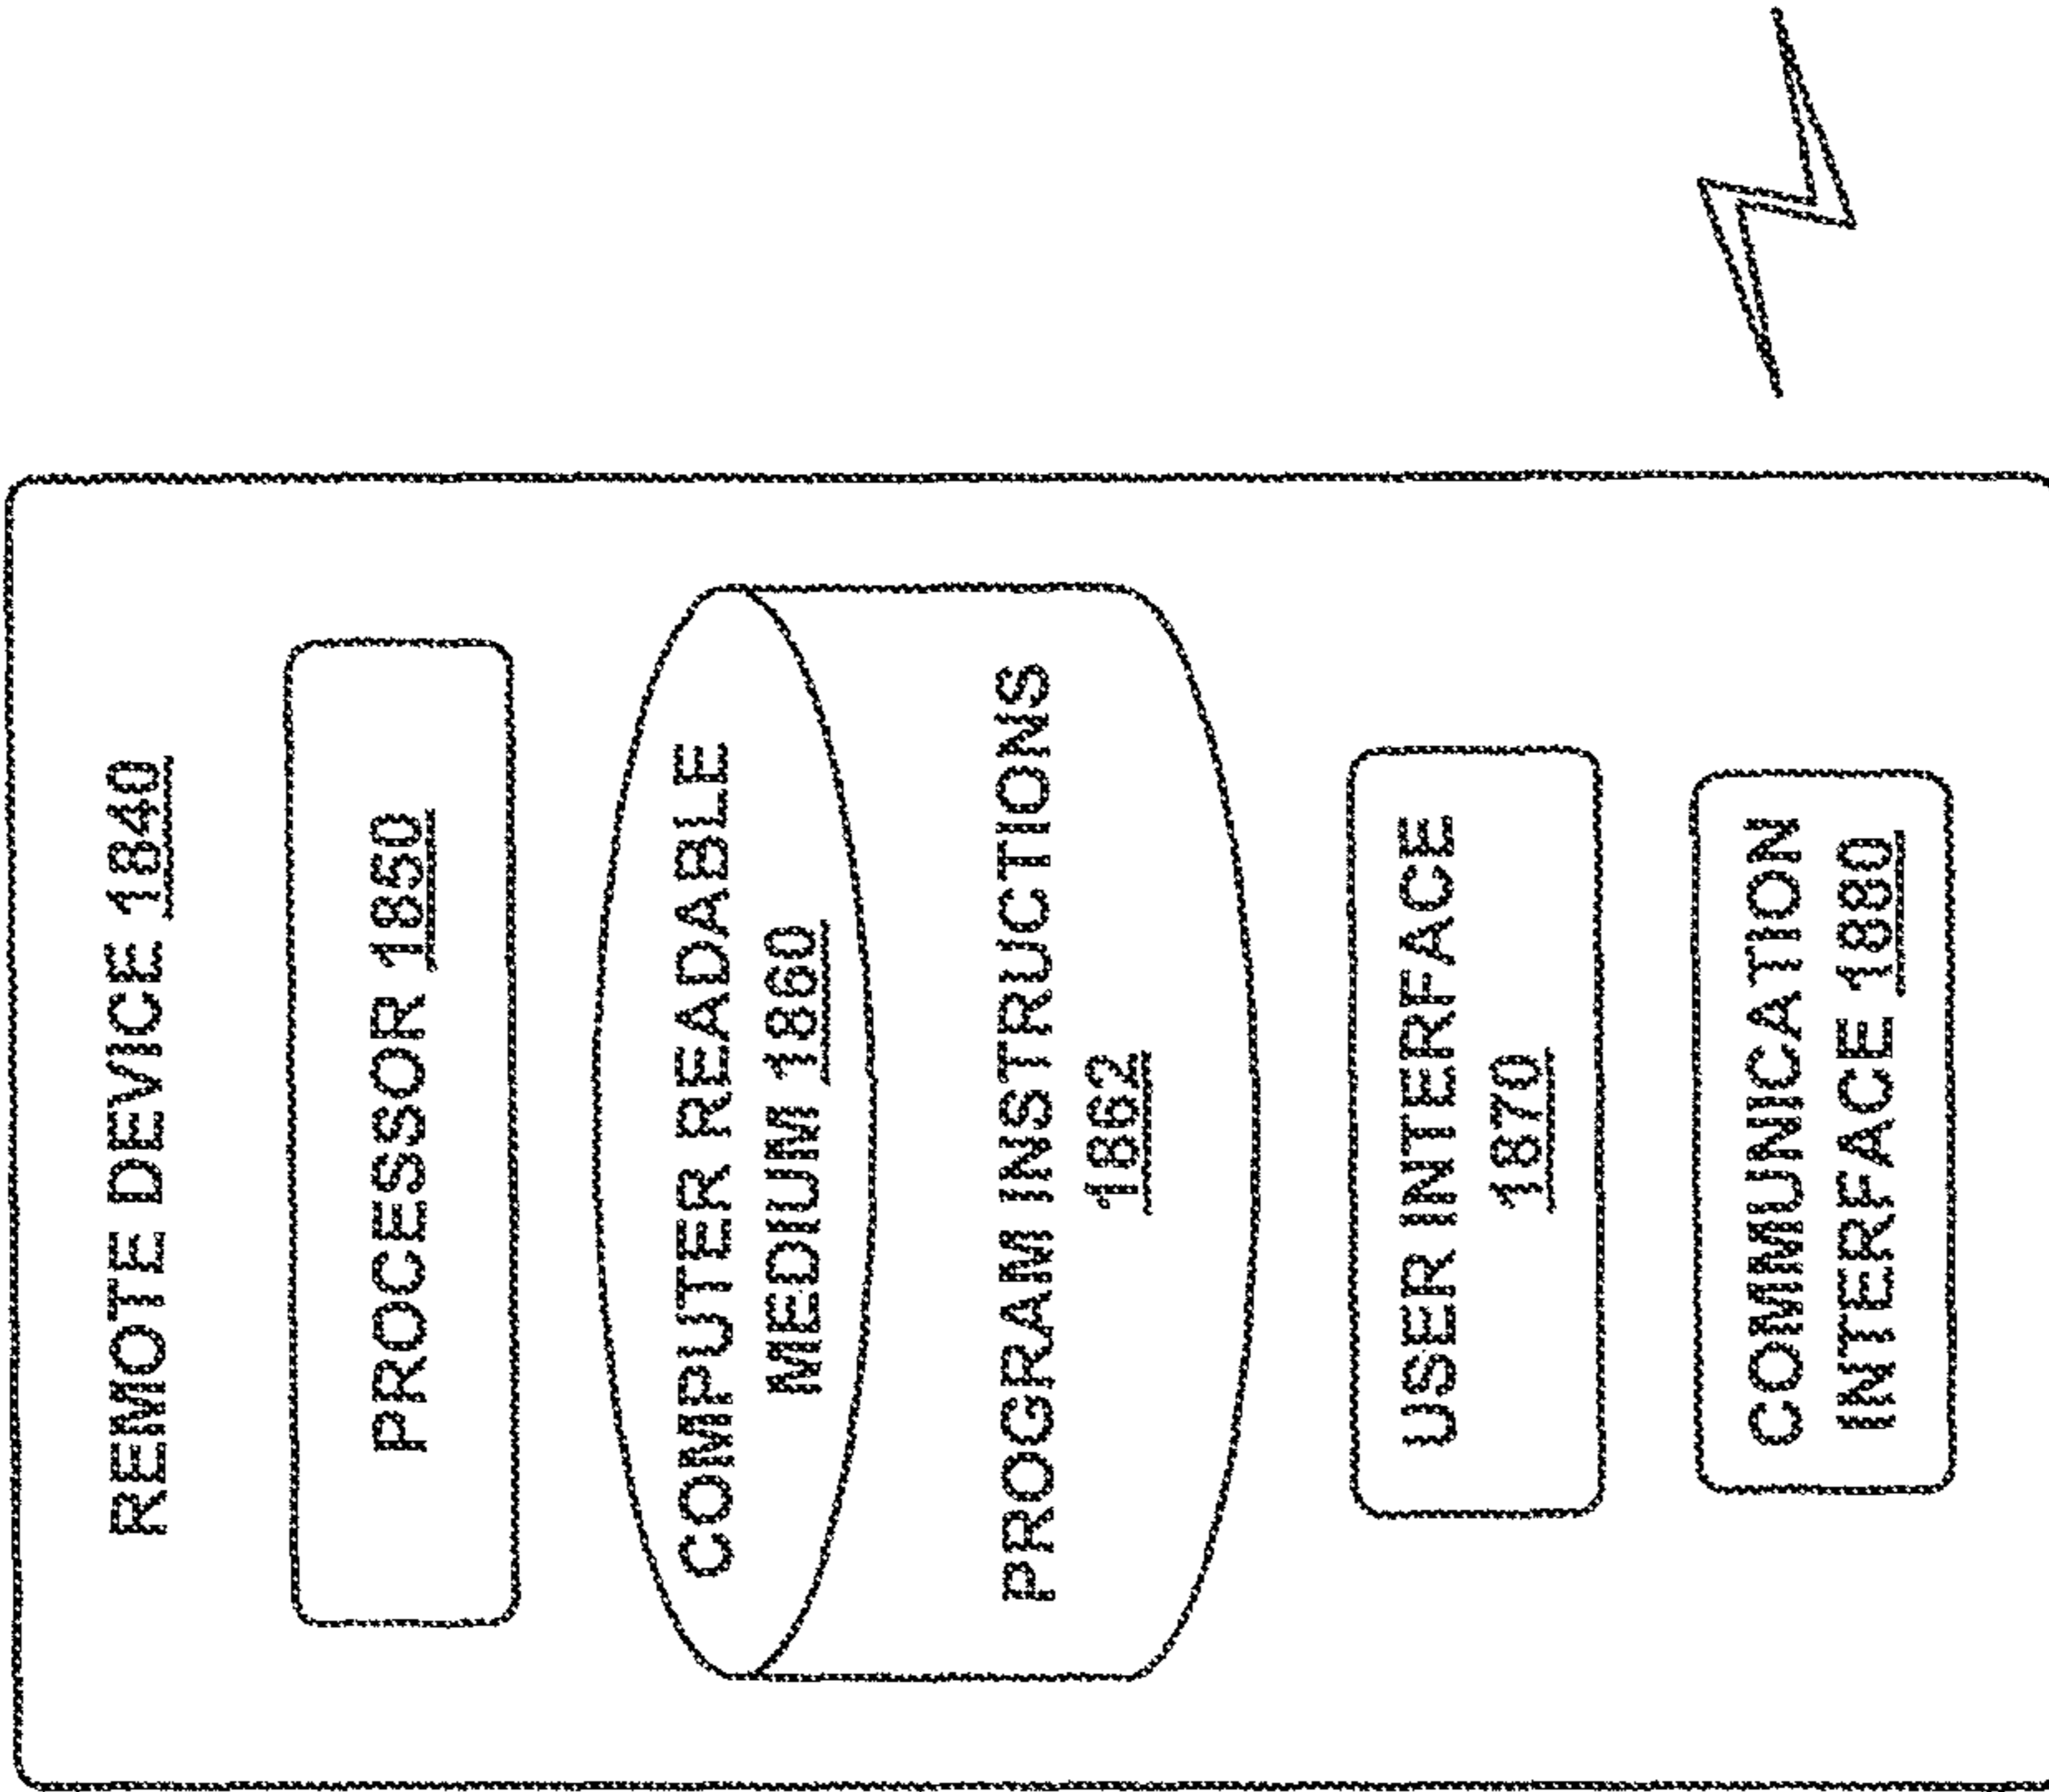 REMOTE DEVICE 1840
PROCESSOR 1850
COMPUTER READABLE
MEDIUM 1860
PROGRAM INSTRUCTIONS
1862
USER INTERFACE
1870
COMMUNICATION
INTERFACE 1880